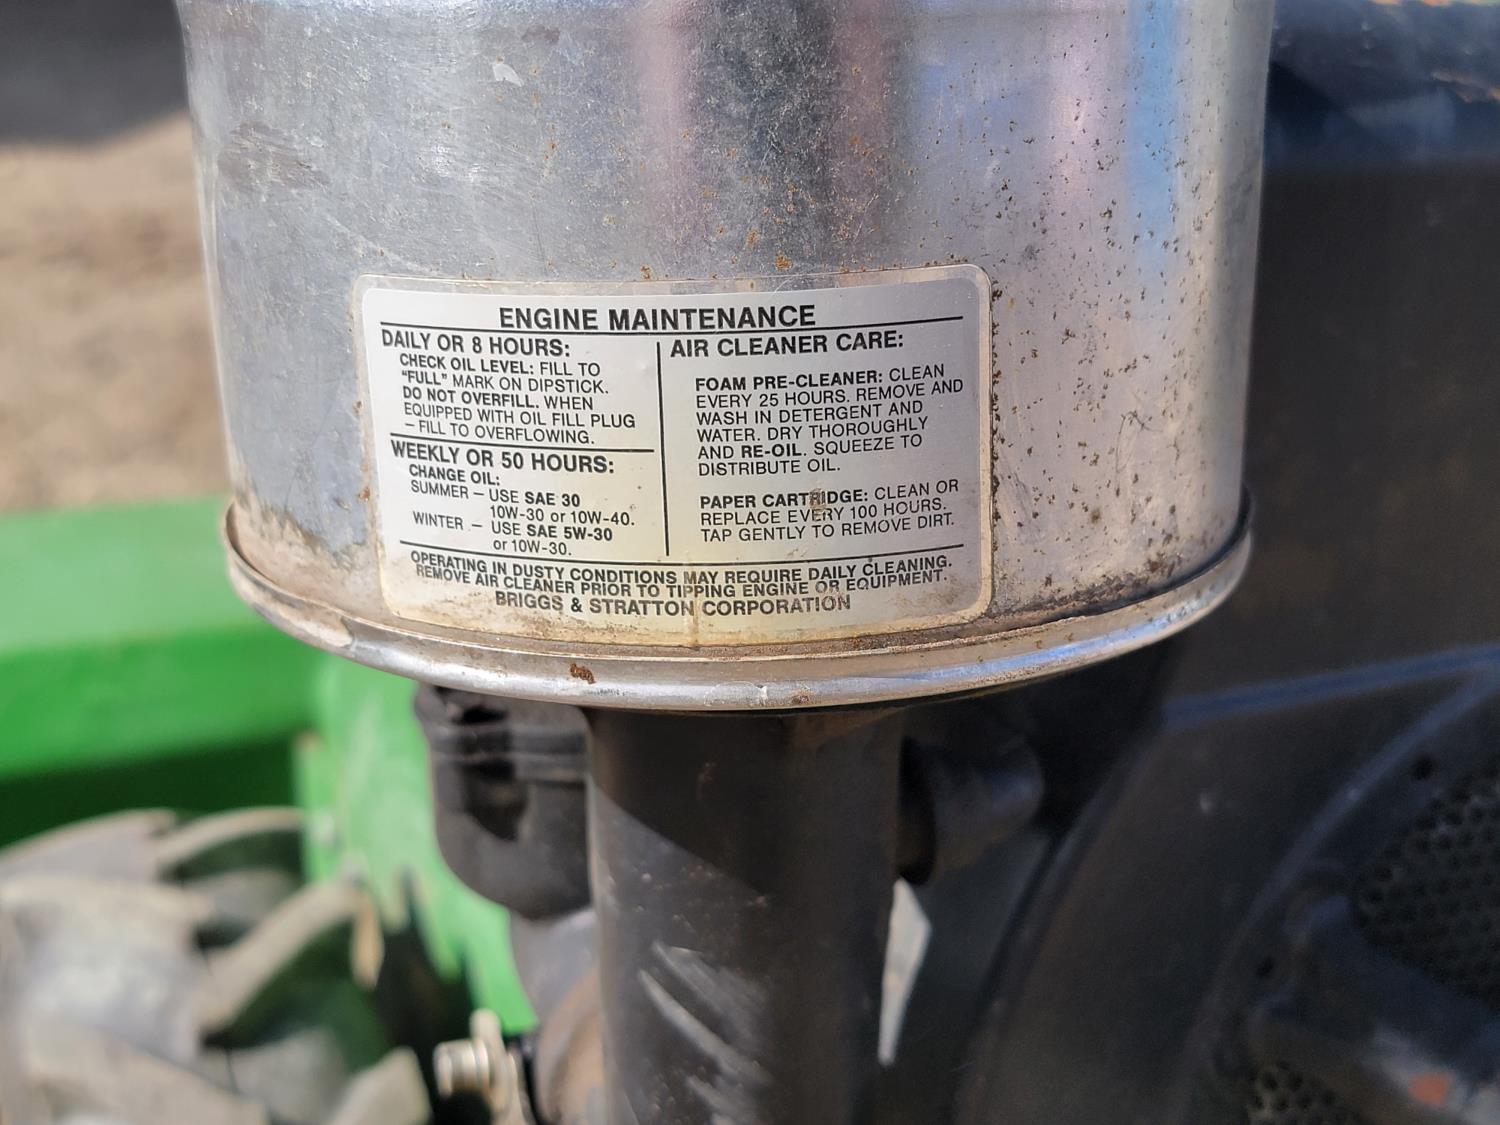 ENGINE MAINTENANCE
DAILY OR 8 HOURS:
CHECK OIL LEVEL: FILL TO
"FULL" MARK ON DIPSTICK.
DO NOT OVERFILL. WHEN
EQUIPPED WITH OIL FILL PLUG
– FILL TO OVERFLOWING.
WEEKLY OR 50 HOURS:
CHANGE OIL:
SUMMER – USE SAE 30
10W-30 or 10W-40.
WINTER – USE SAE 5W-30
or 10W-30.
AIR CLEANER CARE:
FOAM PRE-CLEANER: CLEAN
EVERY 25 HOURS. REMOVE AND
WASH IN DETERGENT AND
WATER. DRY THOROUGHLY
AND RE-OIL. SQUEEZE TO
DISTRIBUTE OIL.
PAPER CARTRIDGE: CLEAN OR
REPLACE EVERY 100 HOURS.
TAP GENTLY TO REMOVE DIRT.
OPERATING IN DUSTY CONDITIONS MAY REQUIRE DAILY CLEANING.
REMOVE AIR CLEANER PRIOR TO TIPPING ENGINE OR EQUIPMENT.
BRIGGS & STRATTON CORPORATION